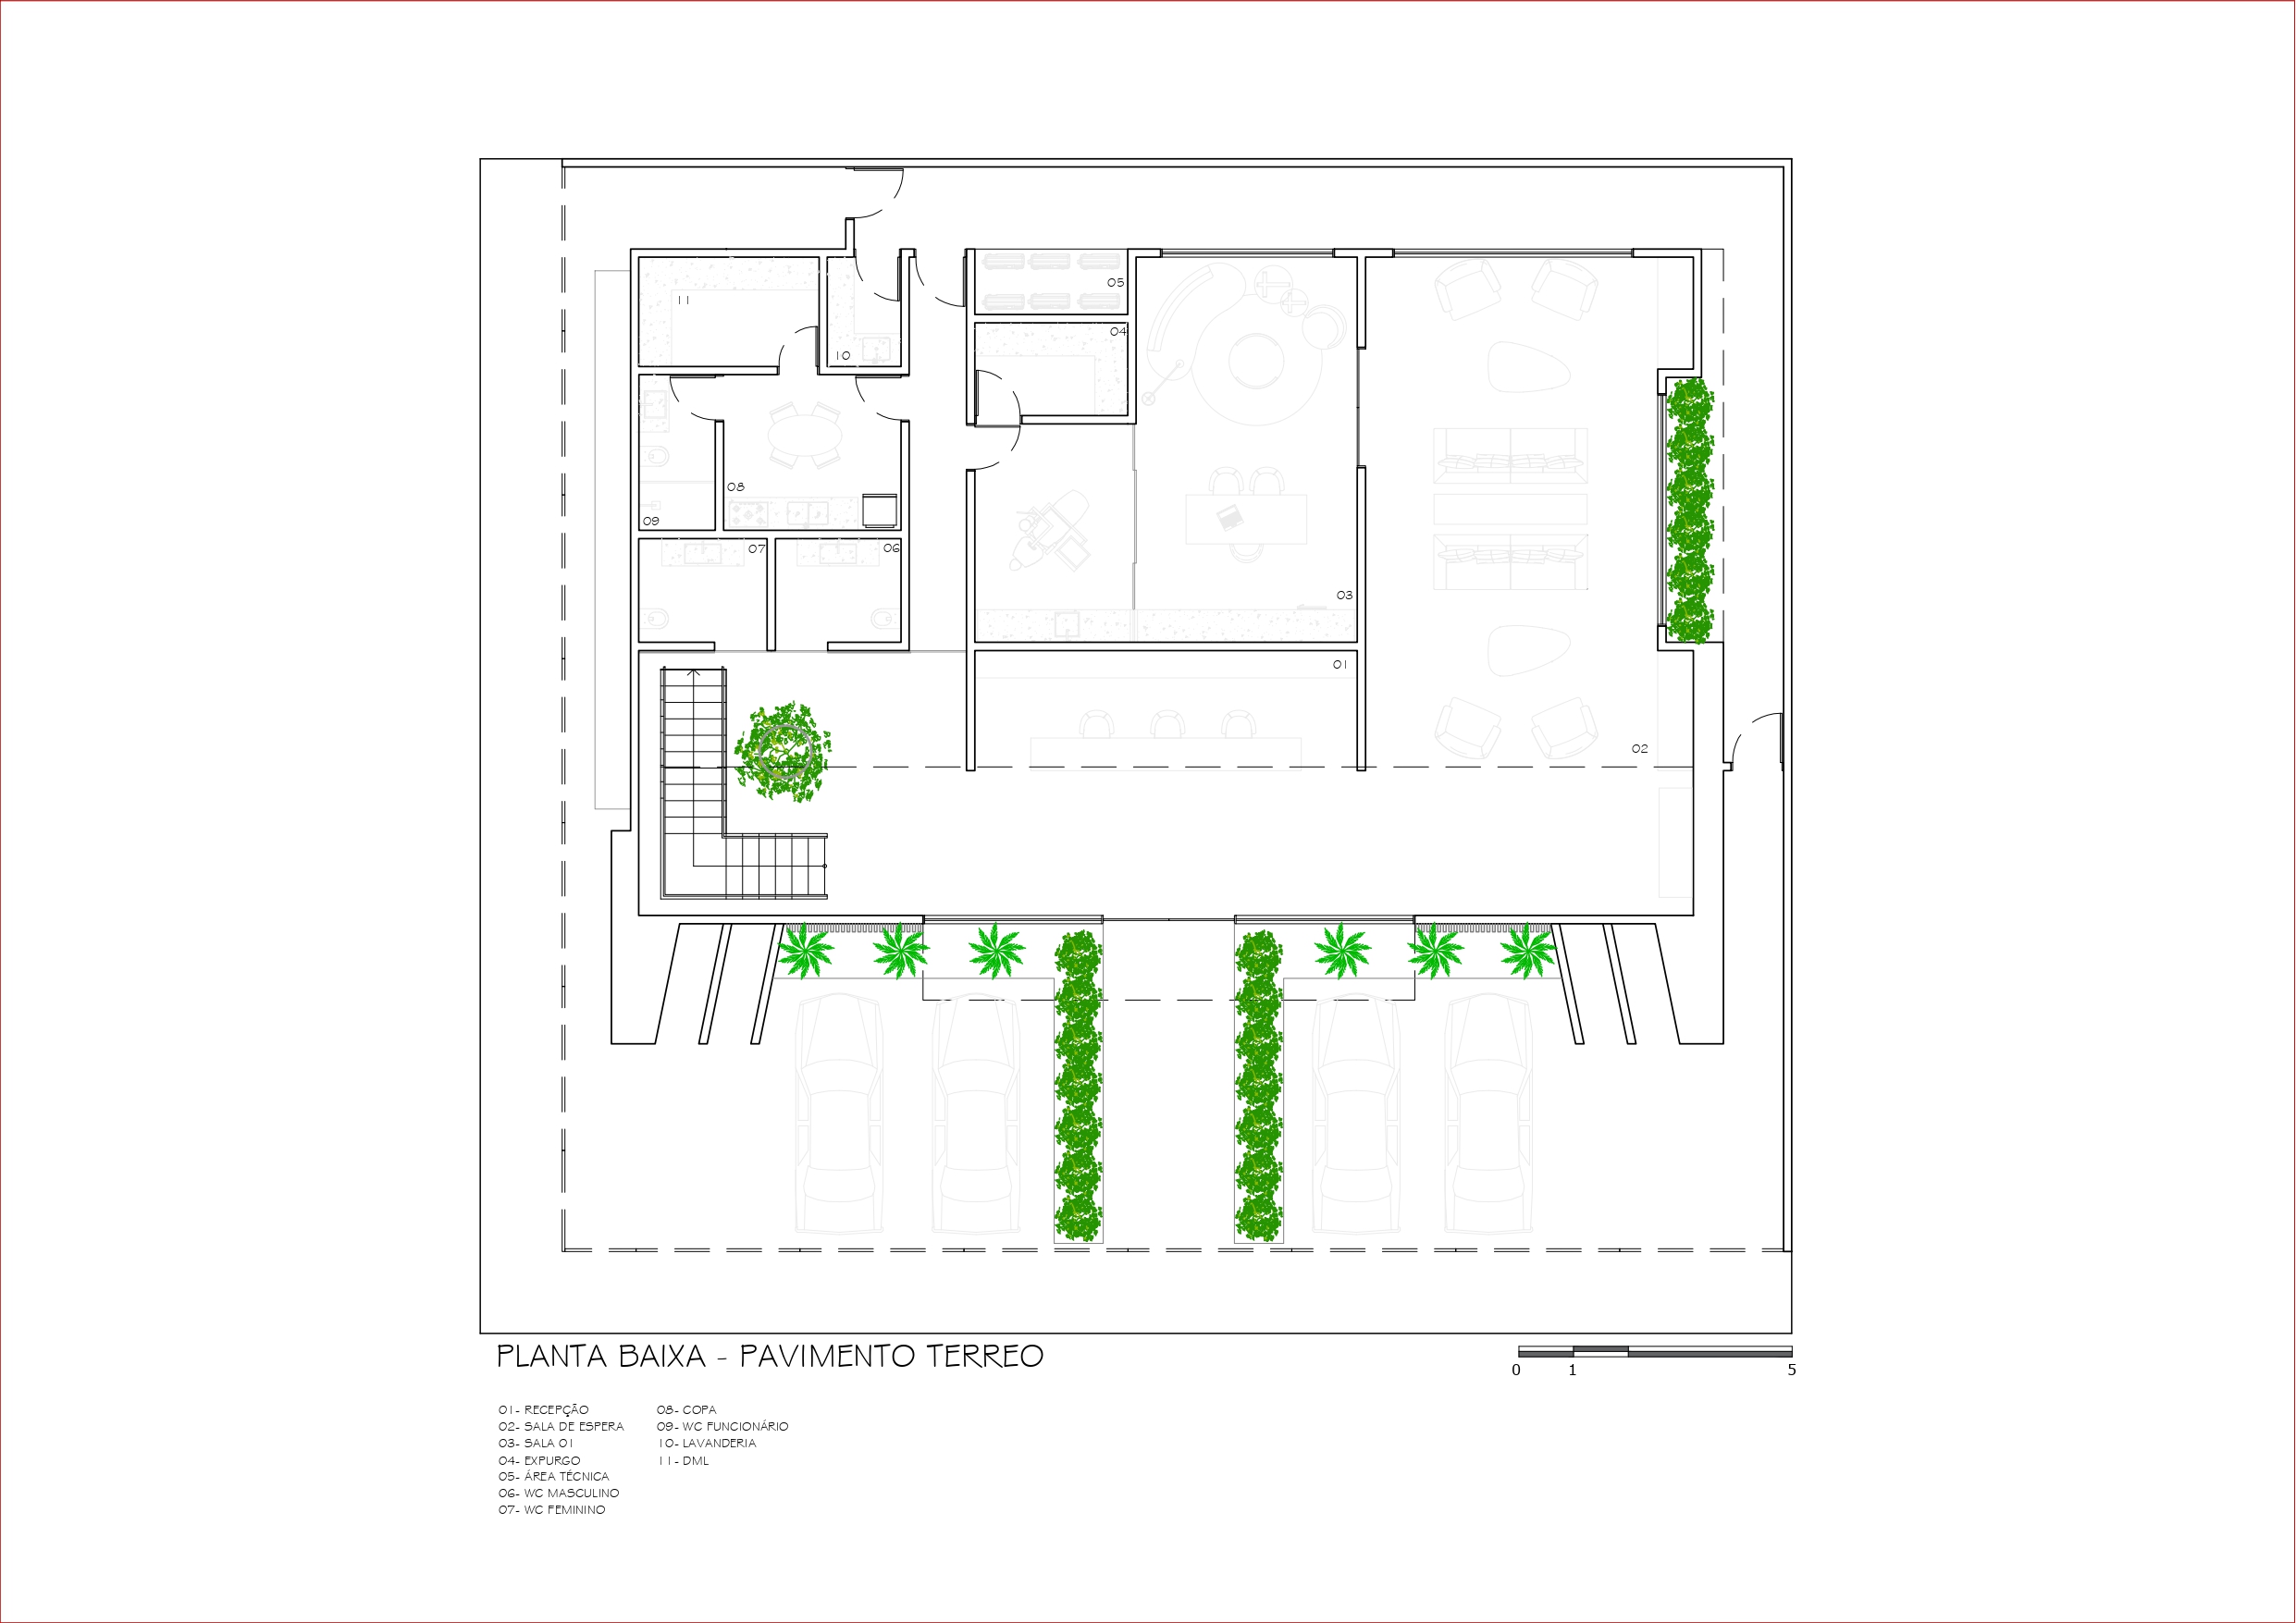 11
05
04
10
08
09
07
06
03
01
02
PLANTA BAIXA - PAVIMENTO TERREO
0 1 5
01- RECEPÇÃO
02- SALA DE ESPERA
03- SALA 01
04- EXPURGO
05- ÁREA TÉCNICA
06- WC MASCULINO
07- WC FEMININO
08- COPA
09- WC FUNCIONÁRIO
10- LAVANDERIA
11- DML